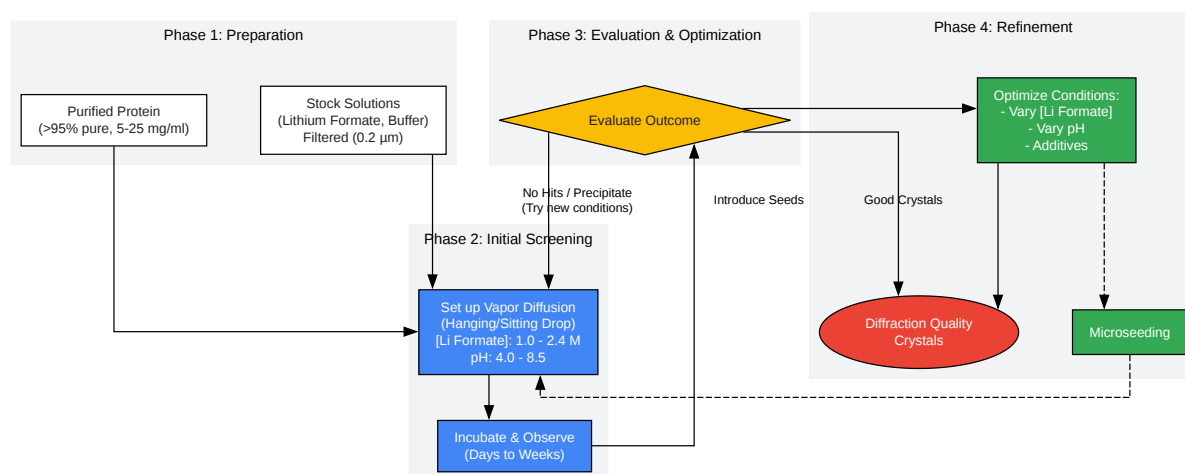 Phase 1: Preparation
Purified Protein
(>95% pure, 5-25 mg/ml)
Stock Solutions
(Lithium Formate, Buffer)
Filtered (0.2 µm)
Phase 3: Evaluation & Optimization
Evaluate Outcome
No Hits / Precipitate
(Try new conditions)
Introduce Seeds
Good Crystals
Phase 2: Initial Screening
Set up Vapor Diffusion
(Hanging/Sitting Drop)
[Li Formate]: 1.0 - 2.4 M
pH: 4.0 - 8.5
Incubate & Observe
(Days to Weeks)
Phase 4: Refinement
Optimize Conditions:
- Vary [Li Formate]
- Vary pH
- Additives
Diffraction Quality
Crystals
Microseeding